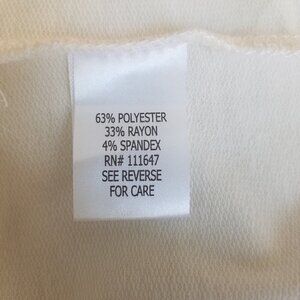 63% POLYESTER
33% RAYON
4% SPANDEX
RN# 111647
SEE REVERSE
FOR CARE